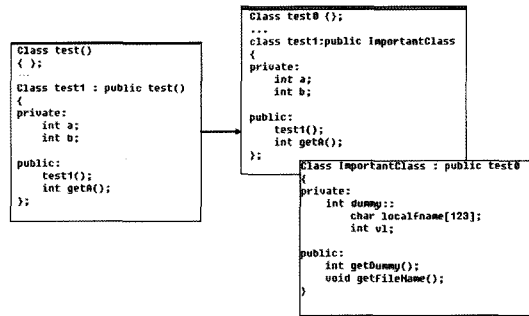 Class test()
{ };
...
Class test1 : public test()
{
private:
int a;
int b;
public:
test1();
int getA();
};
Class test0 {};
...
class test1:public ImportantClass
{
private:
int a;
int b;
public:
test1();
int getA();
};
Class ImportantClass : public test0
{
private:
int dummy::
char localfname[123];
int vl;
public:
int getDummy();
void getFileName();
}